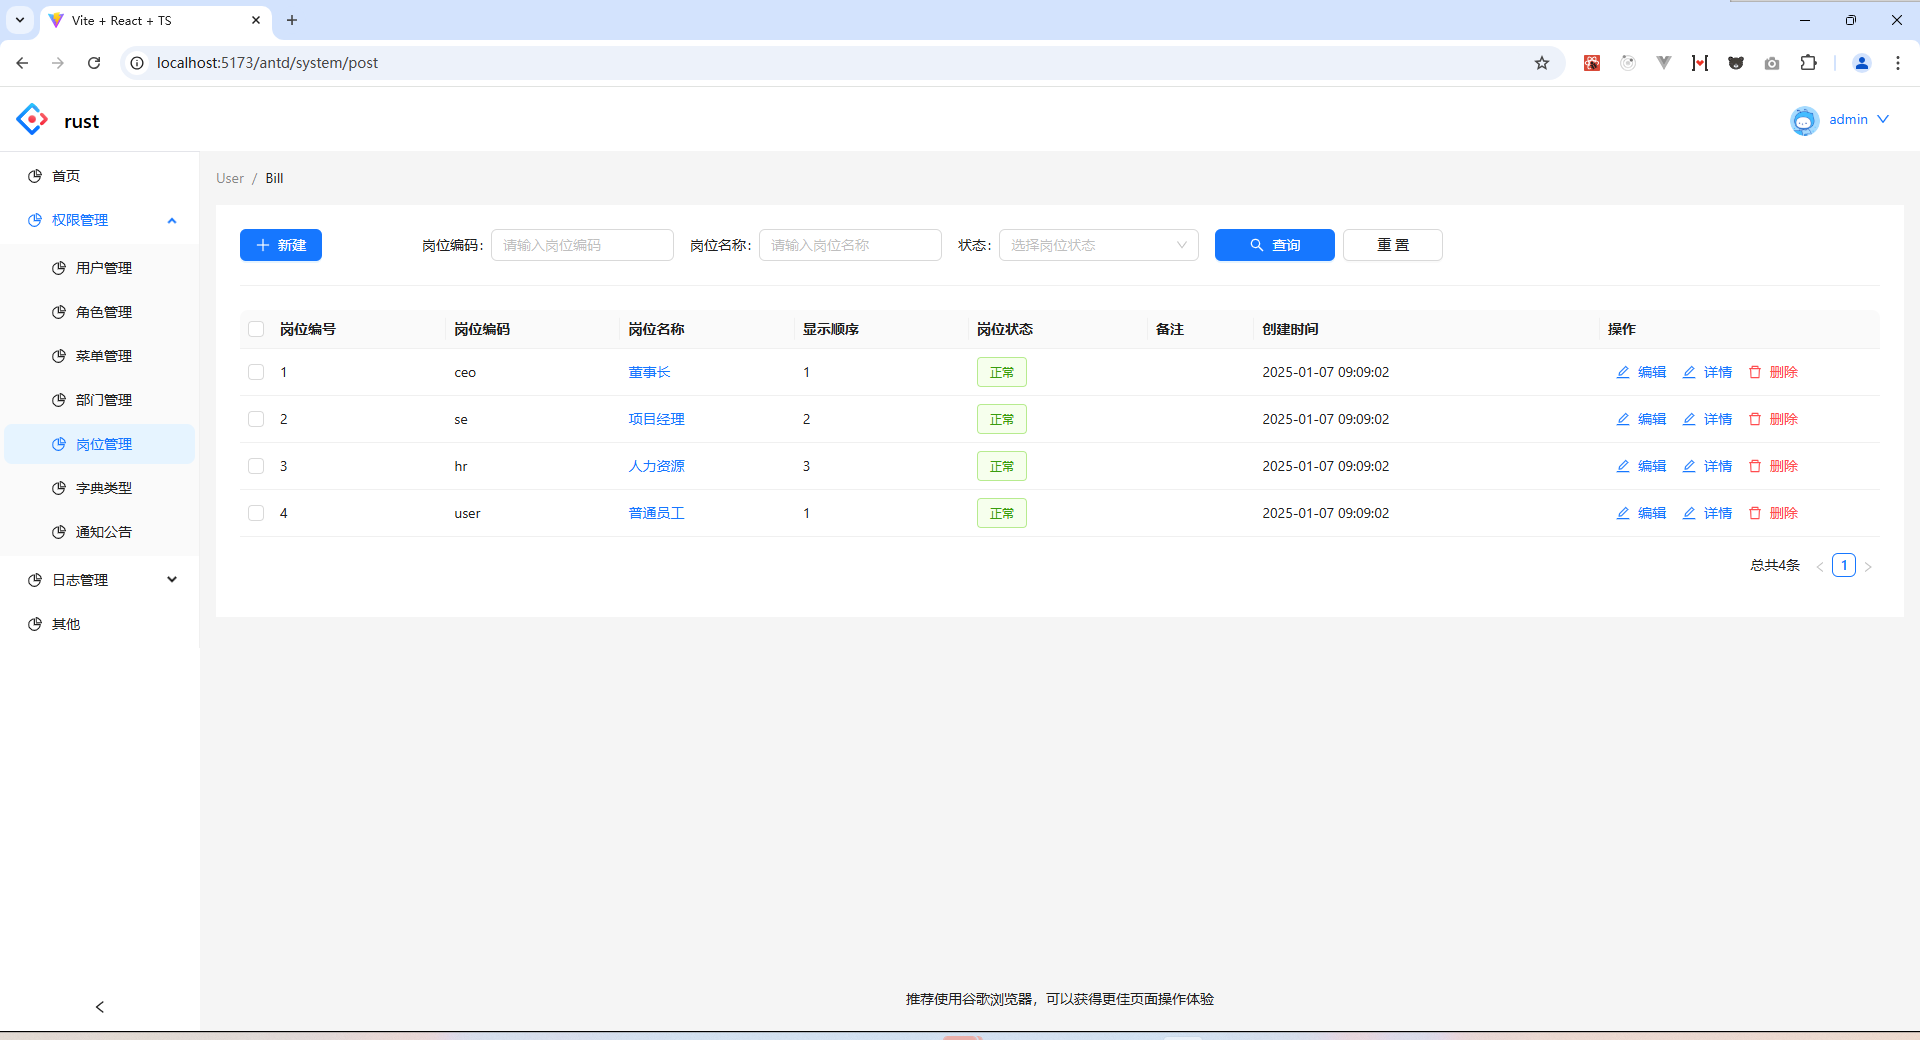 Vite + React + TS
localhost:5173/antd/system/post
rust
admin
首页
权限管理
用户管理
角色管理
菜单管理
部门管理
岗位管理
字典类型
通知公告
日志管理
其他
User / Bill
新建 岗位编码: 请输入岗位编码 岗位名称: 请输入岗位名称 状态: 选择岗位状态 查询 重 置
岗位编号 岗位编码 岗位名称 显示顺序 岗位状态 备注 创建时间 操作
1 ceo 董事长 1 正常 2025-01-07 09:09:02 编辑 详情 删除
2 se 项目经理 2 正常 2025-01-07 09:09:02 编辑 详情 删除
3 hr 人力资源 3 正常 2025-01-07 09:09:02 编辑 详情 删除
4 user 普通员工 1 正常 2025-01-07 09:09:02 编辑 详情 删除
总共4条 1
推荐使用谷歌浏览器，可以获得更佳页面操作体验